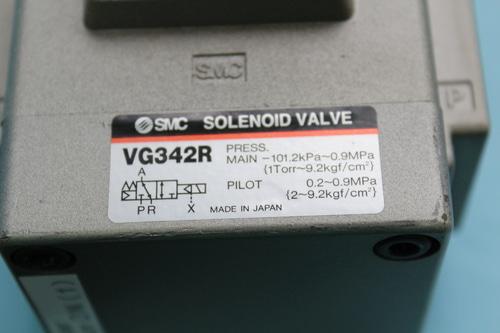 SMC
P
SMC SOLENOID VALVE
VG342R PRESS.
MAIN -101.2kPa~0.9MPa
{1Torr~9.2kgf/cm²}
PILOT 0.2~0.9MPa
{2~9.2kgf/cm²}
A
P R X MADE IN JAPAN